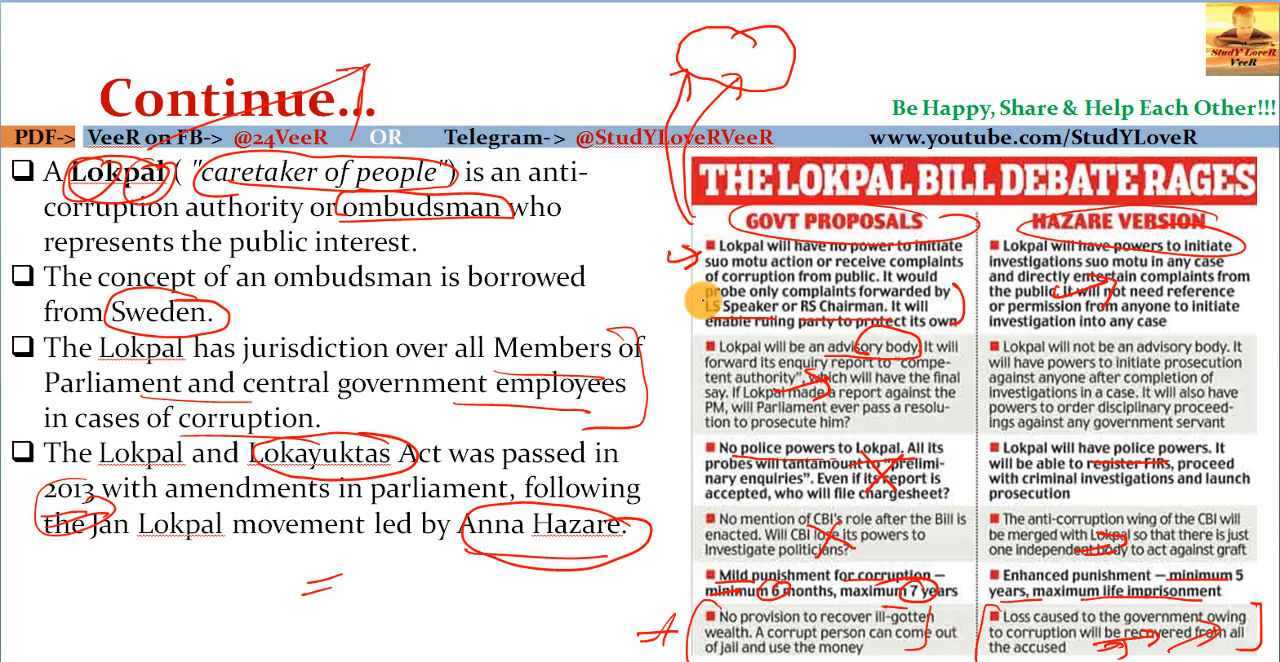 StudY LoveR
VeeR
Continue...
Be Happy, Share & Help Each Other!!!
PDF-> VeeR on FB-> @24VeeR OR Telegram-> @StudYLoveRVeeR www.youtube.com/StudYLoveR
A Lokpal ( "caretaker of people") is an anti-
corruption authority or ombudsman who
represents the public interest.
The concept of an ombudsman is borrowed
from Sweden.
The Lokpal has jurisdiction over all Members of
Parliament and central government employees
in cases of corruption.
The Lokpal and Lokayuktas Act was passed in
2013 with amendments in parliament, following
the Jan Lokpal movement led by Anna Hazare.
THE LOKPAL BILL DEBATE RAGES
GOVT PROPOSALS
Lokpal will have no power to initiate
suo motu action or receive complaints
of corruption from public. It would
probe only complaints forwarded by
LS Speaker or RS Chairman. It will
enable ruling party to protect its own
Lokpal will be an advisory body. It will
forward its enquiry report to "compe-
tent authority", which will have the final
say. If Lokpal made a report against the
PM, will Parliament ever pass a resolu-
tion to prosecute him?
No police powers to Lokpal. All its
probes will tantamount to "prelimi-
nary enquiries". Even if its report is
accepted, who will file chargesheet?
No mention of CBI's role after the Bill is
enacted. Will CBI lose its powers to
investigate politicians?
Mild punishment for corruption —
minimum 6 months, maximum 7 years
No provision to recover ill-gotten
wealth. A corrupt person can come out
of jail and use the money
HAZARE VERSION
Lokpal will have powers to initiate
investigations suo motu in any case
and directly entertain complaints from
the public. It will not need reference
or permission from anyone to initiate
investigation into any case
Lokpal will not be an advisory body. It
will have powers to initiate prosecution
against anyone after completion of
investigations in a case. It will also have
powers to order disciplinary proceed-
ings against any government servant
Lokpal will have police powers. It
will be able to register FIRs, proceed
with criminal investigations and launch
prosecution
The anti-corruption wing of the CBI will
be merged with Lokpal so that there is just
one independent body to act against graft
Enhanced punishment — minimum 5
years, maximum life imprisonment
Loss caused to the government owing
to corruption will be recovered from all
the accused